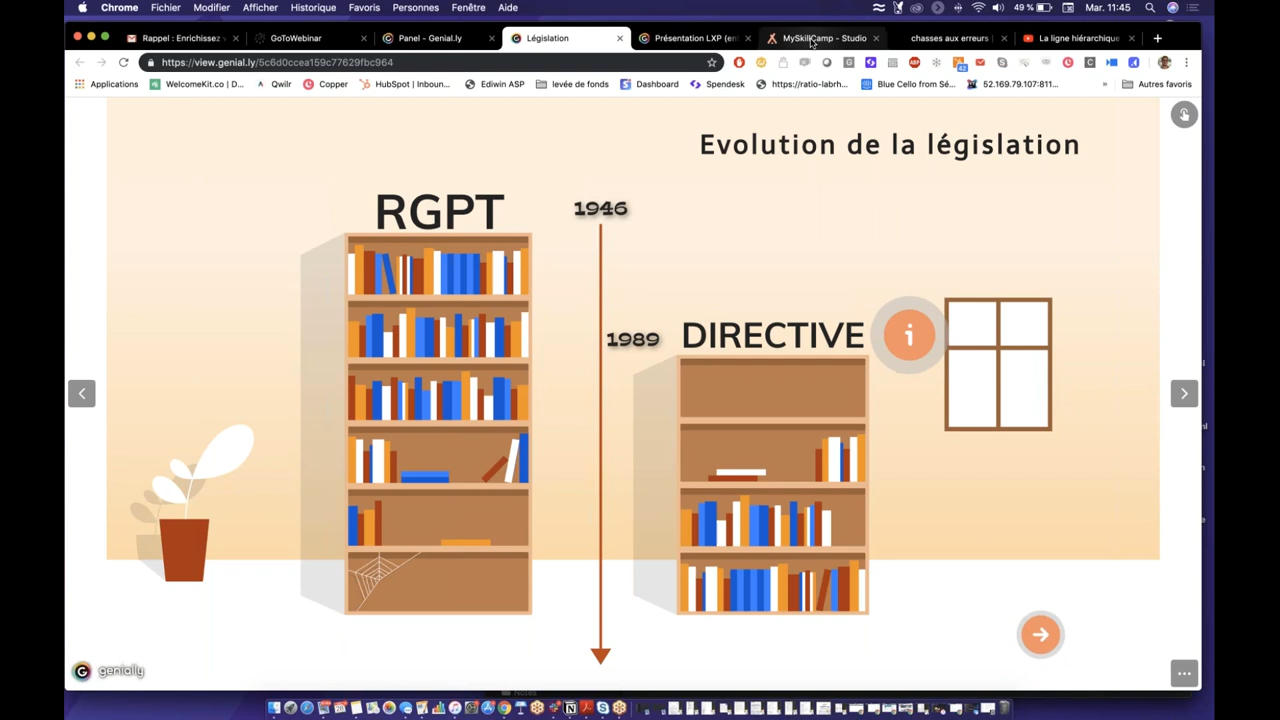 Chrome Fichier Modifier Afficher Historique Favoris Personnes Fenêtre Aide 49 % Mar. 11:45
Rappel : Enrichissez v GoToWebinar Panel - Genial.ly Législation Présentation LXP (en MySkillCamp - Studio chasses aux erreurs La ligne hiérarchique
https://view.genial.ly/5c6d0ccea159c77629fbc964
Applications WelcomeKit.co | D... Qwilr Copper HubSpot | Inboun... Ediwin ASP levée de fonds Dashboard Spendesk https://ratio-labrh... Blue Cello from Sé... 52.169.79.107:811... » Autres favoris
Evolution de la législation
RGPT
1946
1989 DIRECTIVE
i
genially
Notes